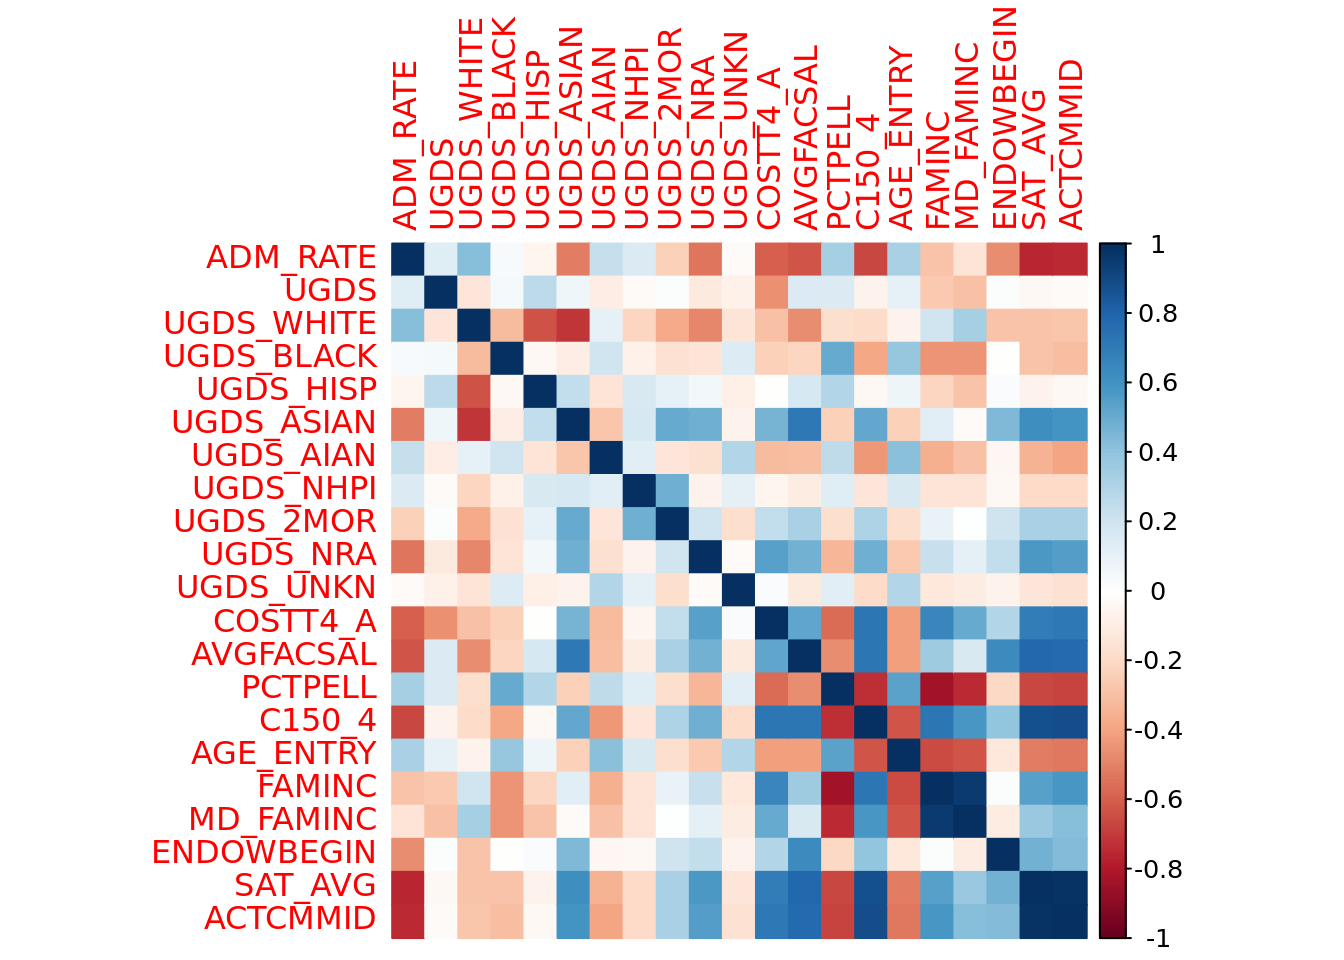 ADM_RATE
UGDS
UGDS_WHITE
UGDS_BLACK
UGDS_HISP
UGDS_ASIAN
UGDS_AIAN
UGDS_NHPI
UGDS_2MOR
UGDS_NRA
UGDS_UNKN
COSTT4_A
AVGFACSAL
PCTPELL
C150_4
AGE_ENTRY
FAMINC
MD_FAMINC
ENDOWBEGIN
SAT_AVG
ACTCMMID
ADM_RATE
UGDS
UGDS_WHITE
UGDS_BLACK
UGDS_HISP
UGDS_ASIAN
UGDS_AIAN
UGDS_NHPI
UGDS_2MOR
UGDS_NRA
UGDS_UNKN
COSTT4_A
AVGFACSAL
PCTPELL
C150_4
AGE_ENTRY
FAMINC
MD_FAMINC
ENDOWBEGIN
SAT_AVG
ACTCMMID
1
0.8
0.6
0.4
0.2
0
-0.2
-0.4
-0.6
-0.8
-1